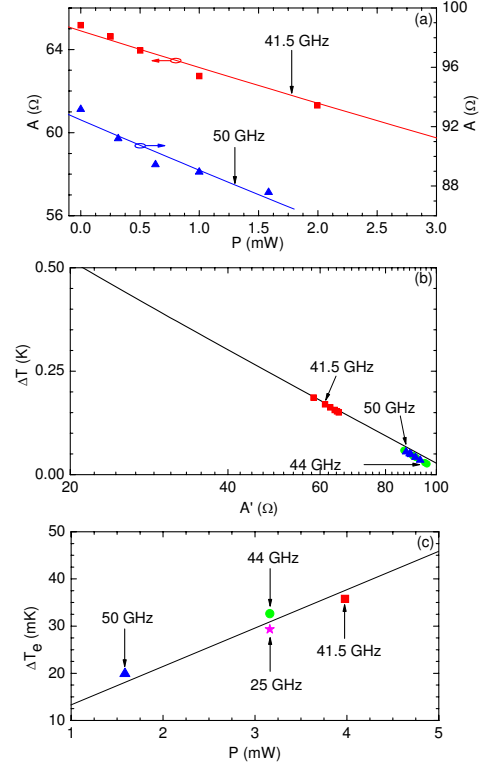 (a)
65
60
56
A (Ω)
100
96
92
88
A (Ω)
41.5 GHz
50 GHz
0.0 0.5 1.0 1.5 2.0 2.5 3.0
P (mW)
(b)
0.50
0.25
0.00
ΔT (K)
41.5 GHz
50 GHz
44 GHz
20 40 60 80 100
A' (Ω)
(c)
50
40
30
20
10
ΔTe (mK)
44 GHz
50 GHz
41.5 GHz
25 GHz
1 2 3 4 5
P (mW)